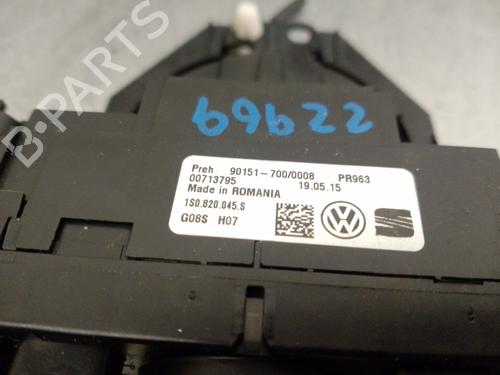 B-PARTS
69622
Preh 90151-700/0008 PR963
00713795 19.05.15
Made in ROMANIA
1S0.820.045.S
G08S H07